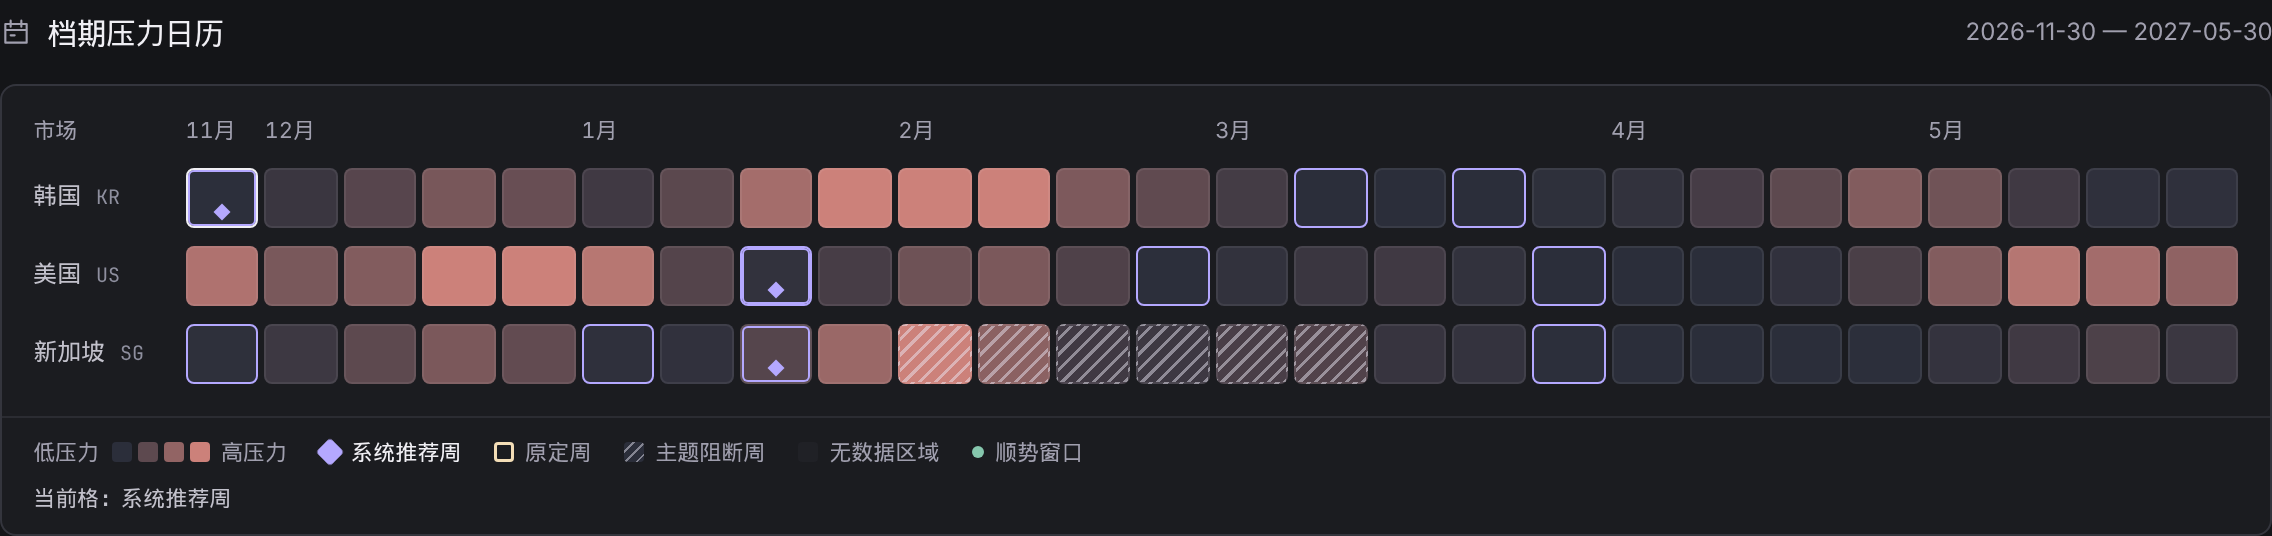 档期压力日历
2026-11-30 — 2027-05-30
市场 11月 12月 1月 2月 3月 4月 5月
韩国 KR
美国 US
新加坡 SG
低压力 高压力 系统推荐周 原定周 主题阻断周 无数据区域 顺势窗口
当前格: 系统推荐周